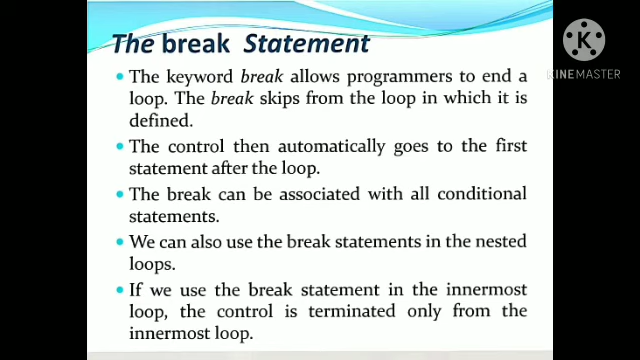 The break Statement
KINEMASTER
The keyword break allows programmers to end a
loop. The break skips from the loop in which it is
defined.
The control then automatically goes to the first
statement after the loop.
The break can be associated with all conditional
statements.
We can also use the break statements in the nested
loops.
If we use the break statement in the innermost
loop, the control is terminated only from the
innermost loop.